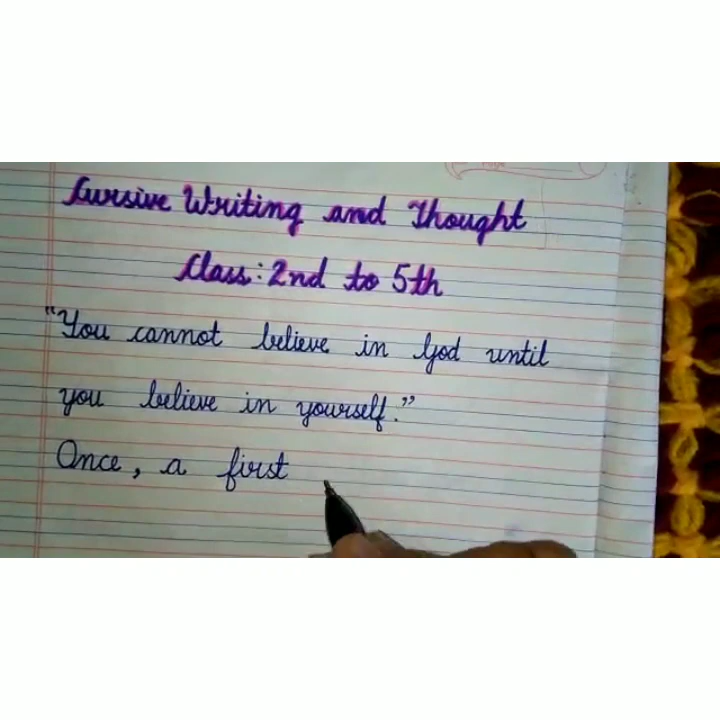 Cursive Writing and Thought
Class: 2nd to 5th
"You cannot believe in God until
you believe in yourself."
Once, a first